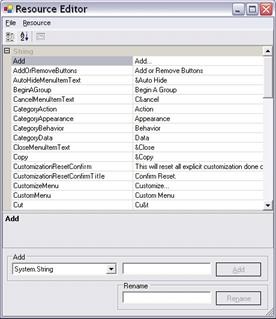 Resource Editor
File Resource
String
Add Add...
AddOrRemoveButtons Add or Remove Buttons
AutoHideMenuItemText &Auto Hide
BeginAGroup Begin A Group
CancelMenuItemText C&ancel
CategoryAction Action
CategoryAppearance Appearance
CategoryBehavior Behavior
CategoryData Data
CloseMenuItemText &Close
Copy &Copy
CustomizationResetConfirm This will reset all explicit customization done o
CustomizationResetConfirmTitle Confirm Reset.
CustomizeMenu Customize...
CustomMenu Custom Menu
Cut Cu&t
Add
Add
System.String Add
Rename
Rename